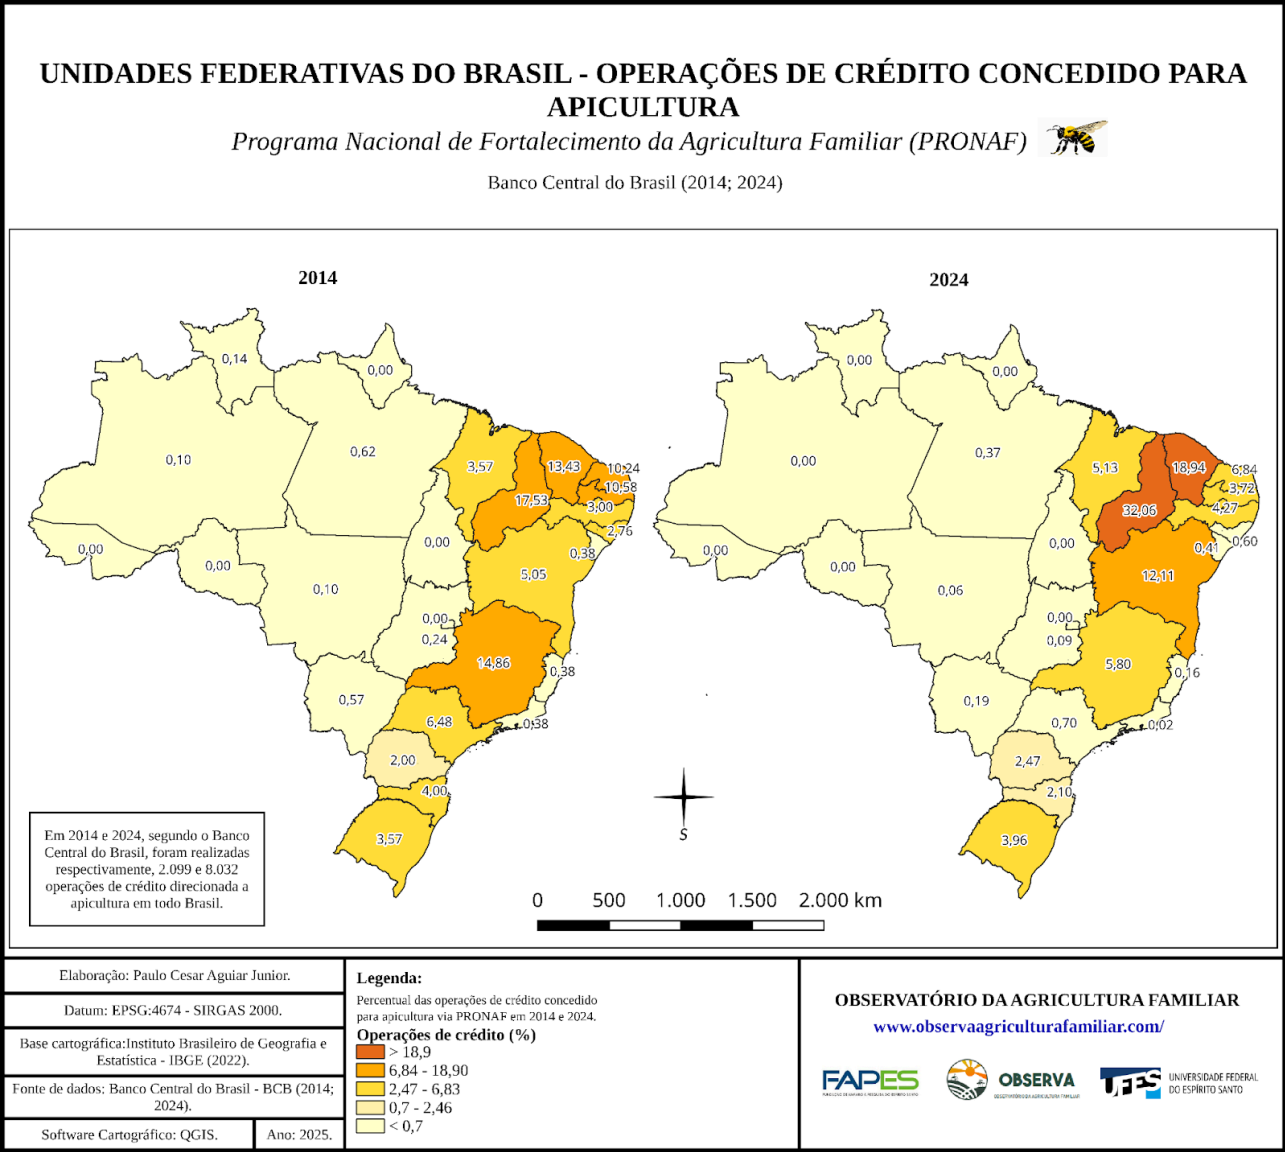 UNIDADES FEDERATIVAS DO BRASIL - OPERAÇÕES DE CRÉDITO CONCEDIDO PARA
APICULTURA
Programa Nacional de Fortalecimento da Agricultura Familiar (PRONAF)
Banco Central do Brasil (2014; 2024)
2014
0,14
0,00
0,10
0,62
3,57
13,43
10,24
10,58
17,53
3,00
2,76
0,38
0,00
0,00
0,00
5,05
0,10
0,00
0,24
14,86
0,38
0,57
6,48
0,38
2,00
4,00
3,57
2024
0,00
0,00
0,00
0,37
5,13
18,94
6,84
3,72
32,06
4,27
0,60
0,41
0,00
0,00
0,00
12,11
0,06
0,00
0,09
5,80
0,16
0,19
0,70
0,02
2,47
2,10
3,96
S
0 500 1.000 1.500 2.000 km
Em 2014 e 2024, segundo o Banco
Central do Brasil, foram realizadas
respectivamente, 2.099 e 8.032
operações de crédito direcionada a
apicultura em todo Brasil.
Elaboração: Paulo Cesar Aguiar Junior.
Datum: EPSG:4674 - SIRGAS 2000.
Base cartográfica:Instituto Brasileiro de Geografia e
Estatística - IBGE (2022).
Fonte de dados: Banco Central do Brasil - BCB (2014;
2024).
Software Cartográfico: QGIS.
Ano: 2025.
Legenda:
Percentual das operações de crédito concedido
para apicultura via PRONAF em 2014 e 2024.
Operações de crédito (%)
> 18,9
6,84 - 18,90
2,47 - 6,83
0,7 - 2,46
< 0,7
OBSERVATÓRIO DA AGRICULTURA FAMILIAR
www.observaagriculturafamiliar.com/
FAPES
OBSERVA
OBSERVATÓRIO DA AGRICULTURA FAMILIAR
UFES
UNIVERSIDADE FEDERAL
DO ESPÍRITO SANTO